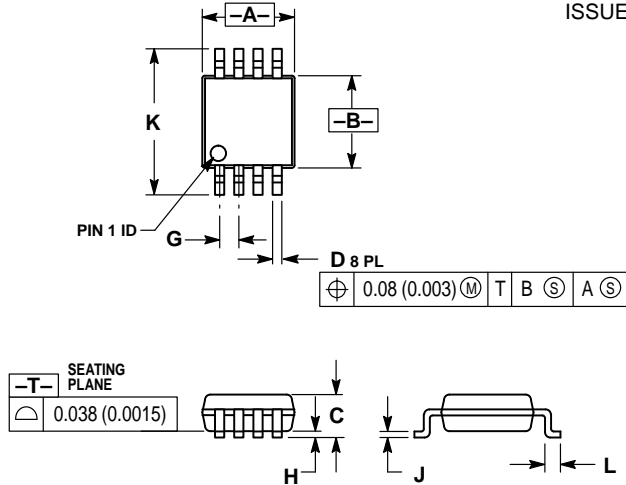 ISSUE
–A–
K
–B–
PIN 1 ID
G
D 8 PL
⌖ 0.08 (0.003) Ⓜ T B Ⓢ A Ⓢ
–T– SEATING PLANE
⌓ 0.038 (0.0015)
C
H
J
L